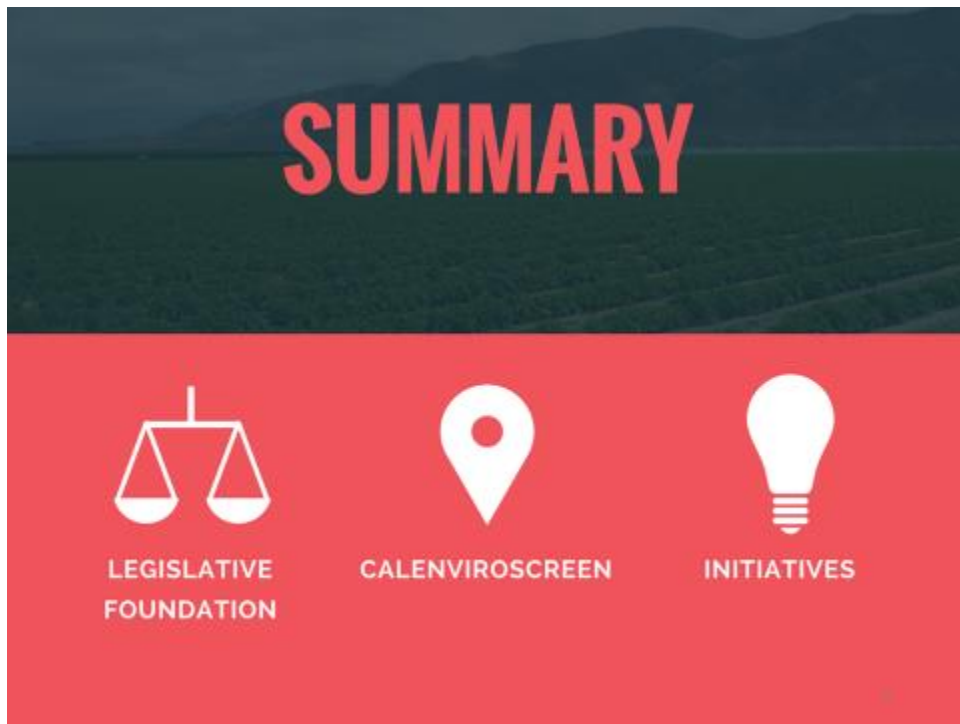 SUMMARY
LEGISLATIVE
FOUNDATION
CALENVIROSCREEN
INITIATIVES